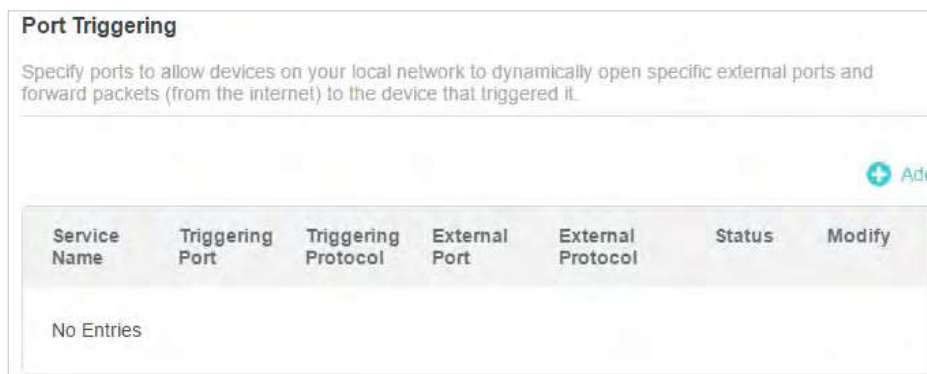 Port Triggering
Specify ports to allow devices on your local network to dynamically open specific external ports and
forward packets (from the internet) to the device that triggered it.
Service Name Triggering Port Triggering Protocol External Port External Protocol Status Modify
No Entries